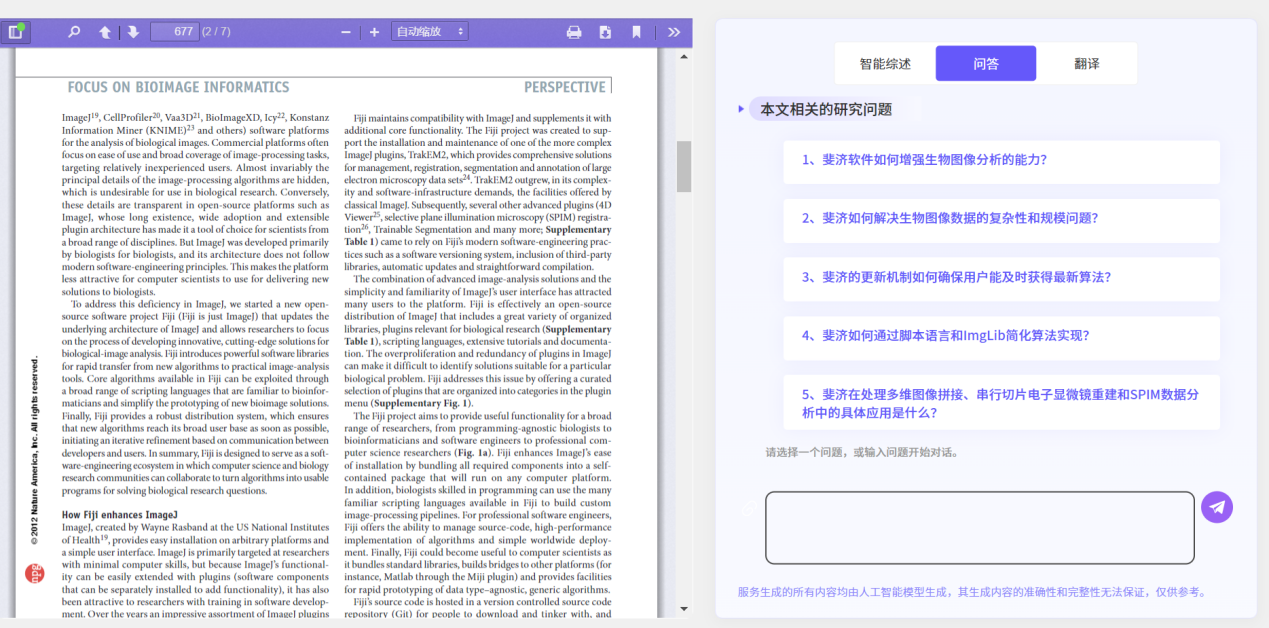 677 (2 / 7)
自动缩放
FOCUS ON BIOIMAGE INFORMATICS
PERSPECTIVE
ImageJ19, CellProfiler20, Vaa3D21, BioImageXD, Icy22, Konstanz
Information Miner (KNIME)23 and others) software platforms
for the analysis of biological images. Commercial platforms often
focus on ease of use and broad coverage of image-processing tasks,
targeting relatively inexperienced users. Almost invariably the
principal details of the image-processing algorithms are hidden,
which is undesirable for use in biological research. Conversely,
these details are transparent in open-source platforms such as
ImageJ, whose long existence, wide adoption and extensible
plugin architecture has made it a tool of choice for scientists from
a broad range of disciplines. But ImageJ was developed primarily
by biologists for biologists, and its architecture does not follow
modern software-engineering principles. This makes the platform
less attractive for computer scientists to use for delivering new
solutions to biologists.
To address this deficiency in ImageJ, we started a new open-
source software project Fiji (Fiji is just ImageJ) that updates the
underlying architecture of ImageJ and allows researchers to focus
on the process of developing innovative, cutting-edge solutions for
biological-image analysis. Fiji introduces powerful software libraries
for rapid transfer from new algorithms to practical image-analysis
tools. Core algorithms available in Fiji can be exploited through
a broad range of scripting languages that are familiar to bioinfor-
maticians and simplify the prototyping of new bioimage solutions.
Finally, Fiji provides a robust distribution system, which ensures
that new algorithms reach its broad user base as soon as possible,
initiating an iterative refinement based on communication between
developers and users. In summary, Fiji is designed to serve as a soft-
ware-engineering ecosystem in which computer science and biology
research communities can collaborate to turn algorithms into usable
programs for solving biological research questions.
How Fiji enhances ImageJ
ImageJ, created by Wayne Rasband at the US National Institutes
of Health19, provides easy installation on arbitrary platforms and
a simple user interface. ImageJ is primarily targeted at researchers
with minimal computer skills, but because ImageJ's functional-
ity can be easily extended with plugins (software components
that can be separately installed to add functionality), it has also
been attractive to researchers with training in software develop-
ment. Over the years an impressive assortment of ImageJ plugins
Fiji maintains compatibility with ImageJ and supplements it with
additional core functionality. The Fiji project was created to sup-
port the installation and maintenance of one of the more complex
ImageJ plugins, TrakEM2, which provides comprehensive solutions
for management, registration, segmentation and annotation of large
electron microscopy data sets24. TrakEM2 outgrew, in its complex-
ity and software-infrastructure demands, the facilities offered by
classical ImageJ. Subsequently, several other advanced plugins (4D
Viewer25, selective plane illumination microscopy (SPIM) registra-
tion26, Trainable Segmentation and many more; Supplementary
Table 1) came to rely on Fiji's modern software-engineering prac-
tices such as a software versioning system, inclusion of third-party
libraries, automatic updates and straightforward compilation.
The combination of advanced image-analysis solutions and the
simplicity and familiarity of ImageJ's user interface has attracted
many users to the platform. Fiji is effectively an open-source
distribution of ImageJ that includes a great variety of organized
libraries, plugins relevant for biological research (Supplementary
Table 1), scripting languages, extensive tutorials and documenta-
tion. The overproliferation and redundancy of plugins in ImageJ
can make it difficult to identify solutions suitable for a particular
biological problem. Fiji addresses this issue by offering a curated
selection of plugins that are organized into categories in the plugin
menu (Supplementary Fig. 1).
The Fiji project aims to provide useful functionality for a broad
range of researchers, from programming-agnostic biologists to
bioinformaticians and software engineers to professional com-
puter science researchers (Fig. 1a). Fiji enhances ImageJ's ease
of installation by bundling all required components into a self-
contained package that will run on any computer platform.
In addition, biologists skilled in programming can use the many
familiar scripting languages available in Fiji to build custom
image-processing pipelines. For professional software engineers,
Fiji offers the ability to manage source-code, high-performance
implementation of algorithms and simple worldwide deploy-
ment. Finally, Fiji could become useful to computer scientists as
it bundles standard libraries, builds bridges to other platforms (for
instance, Matlab through the Miji plugin) and provides facilities
for rapid prototyping of data type–agnostic, generic algorithms.
Fiji's source code is hosted in a version controlled source code
repository (Git) for people to download and tinker with, and
© 2012 Nature America, Inc. All rights reserved.
npg
智能综述
问答
翻译
本文相关的研究问题
1、斐济软件如何增强生物图像分析的能力?
2、斐济如何解决生物图像数据的复杂性和规模问题?
3、斐济的更新机制如何确保用户能及时获得最新算法?
4、斐济如何通过脚本语言和ImgLib简化算法实现?
5、斐济在处理多维图像拼接、串行切片电子显微镜重建和SPIM数据分
析中的具体应用是什么?
请选择一个问题，或输入问题开始对话。
服务生成的所有内容均由人工智能模型生成，其生成内容的准确性和完整性无法保证，仅供参考。